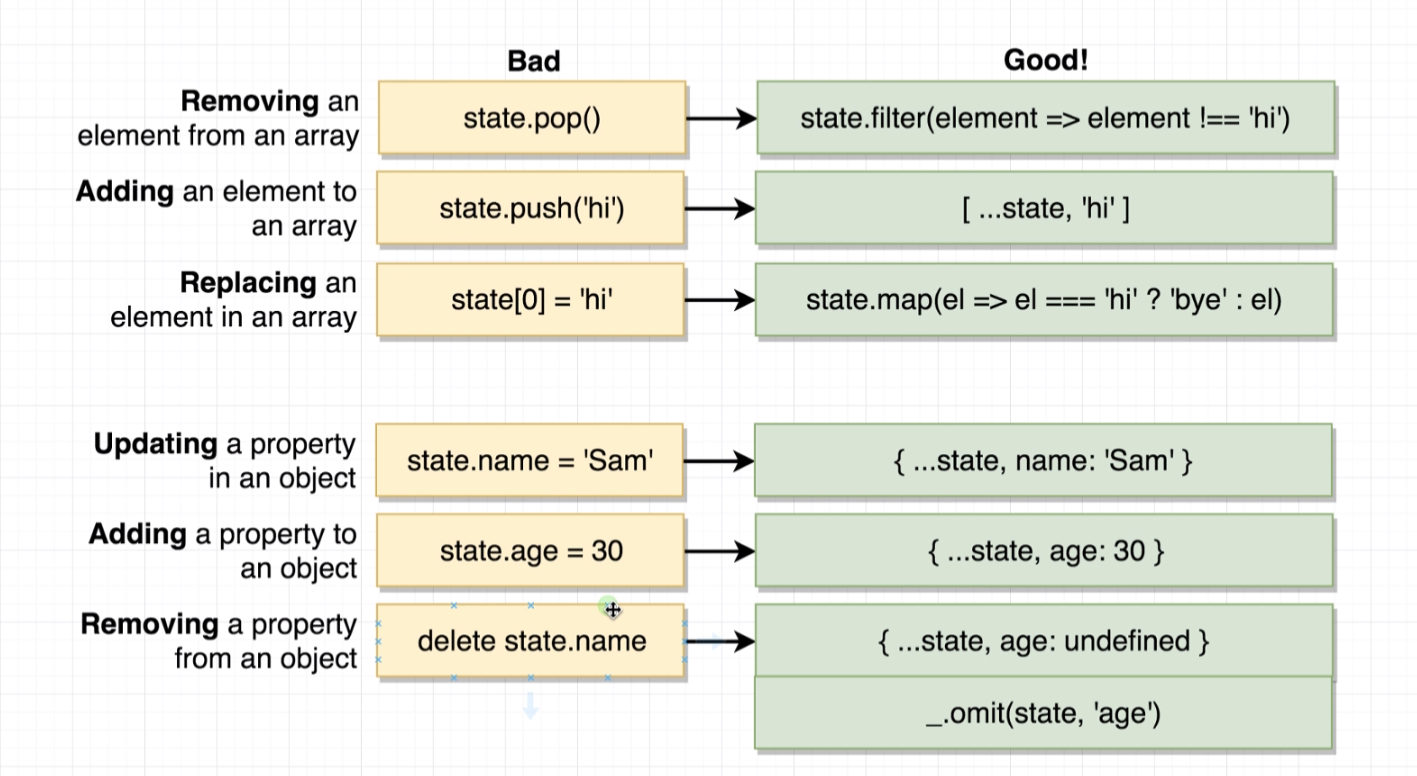 Bad
Good!
Removing an
element from an array
state.pop()
state.filter(element => element !== 'hi')
Adding an element to
an array
state.push('hi')
[ ...state, 'hi' ]
Replacing an
element in an array
state[0] = 'hi'
state.map(el => el === 'hi' ? 'bye' : el)
Updating a property
in an object
state.name = 'Sam'
{ ...state, name: 'Sam' }
Adding a property to
an object
state.age = 30
{ ...state, age: 30 }
Removing a property
from an object
delete state.name
{ ...state, age: undefined }
_.omit(state, 'age')